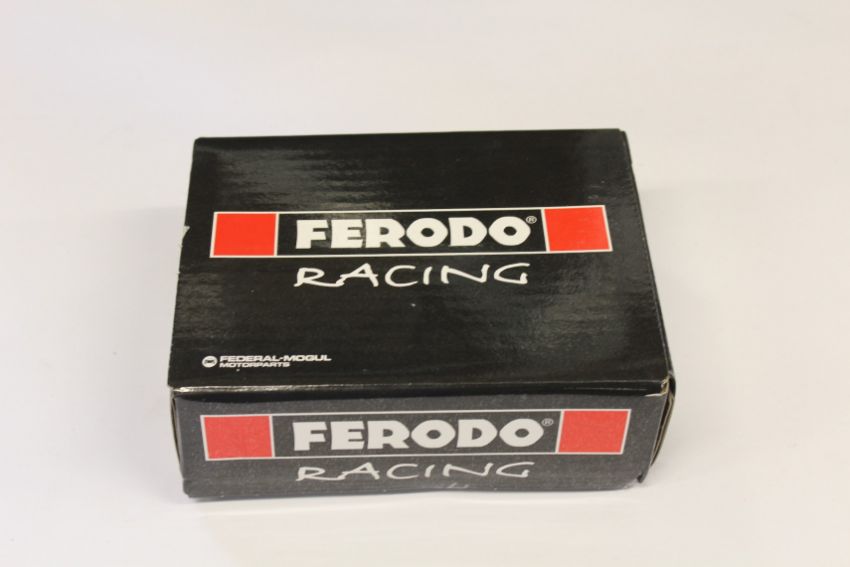 FERODO®
RACING
FEDERAL-MOGUL
MOTORPARTS
FERODO®
RACING